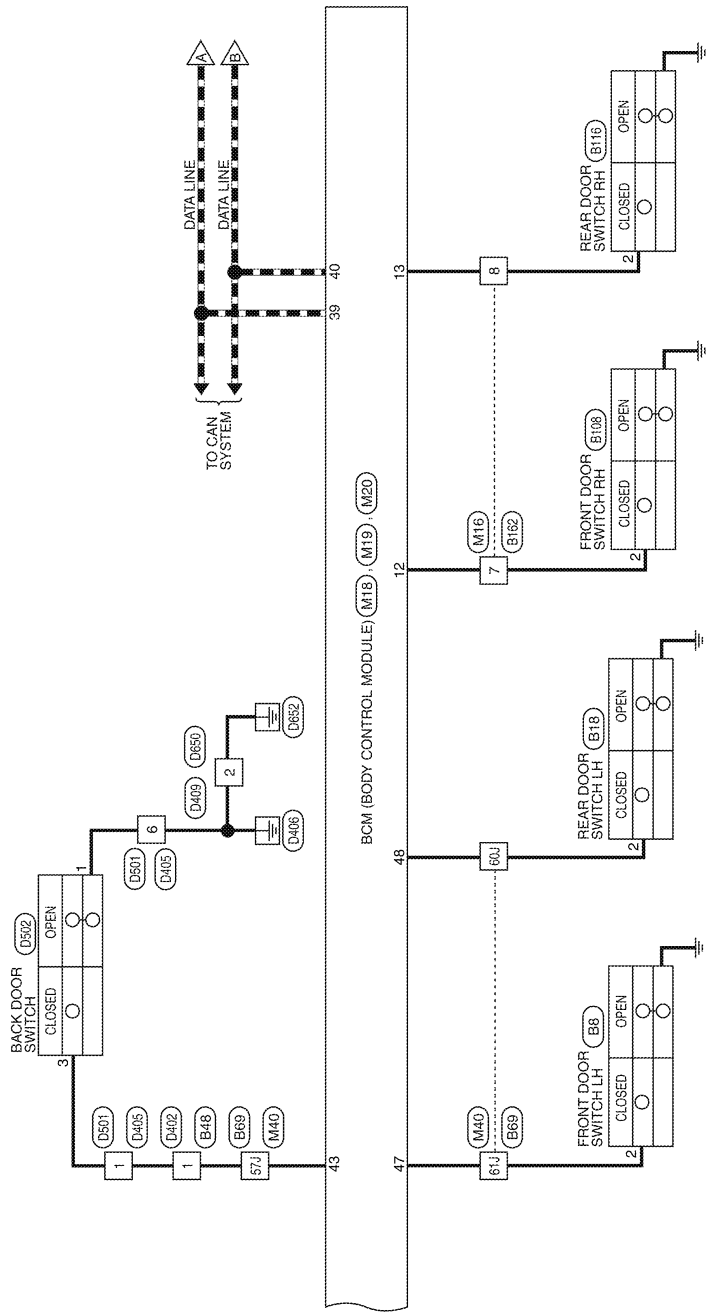 BACK DOOR
SWITCH
D502
CLOSED
OPEN
3
1
D501
D405
1
D402
B48
1
B69
M40
57J
43
D501
D405
6
D409
D650
2
D406
D652
TO CAN
SYSTEM
DATA LINE
A
DATA LINE
B
39
40
BCM (BODY CONTROL MODULE) M18 , M19 , M20
47
48
12
13
M40
B69
61J
60J
M16
B162
7
8
FRONT DOOR
SWITCH LH
B8
CLOSED
OPEN
2
REAR DOOR
SWITCH LH
B18
CLOSED
OPEN
2
FRONT DOOR
SWITCH RH
B108
CLOSED
OPEN
2
REAR DOOR
SWITCH RH
B116
CLOSED
OPEN
2